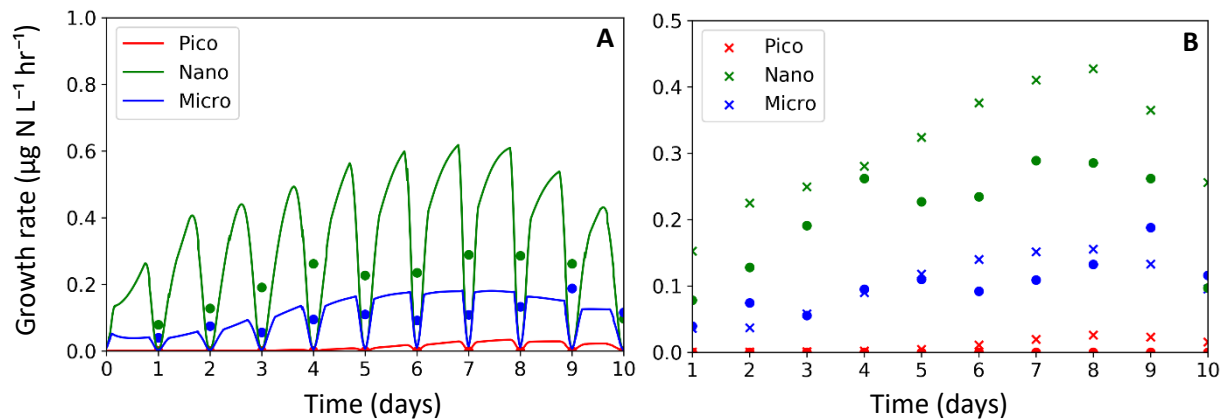 1.0
0.8
0.6
0.4
0.2
0.0
Growth rate (µg N L⁻¹ hr⁻¹)
Pico
Nano
Micro
A
0 1 2 3 4 5 6 7 8 9 10
Time (days)
0.5
0.4
0.3
0.2
0.1
0.0
Pico
Nano
Micro
B
1 2 3 4 5 6 7 8 9 10
Time (days)